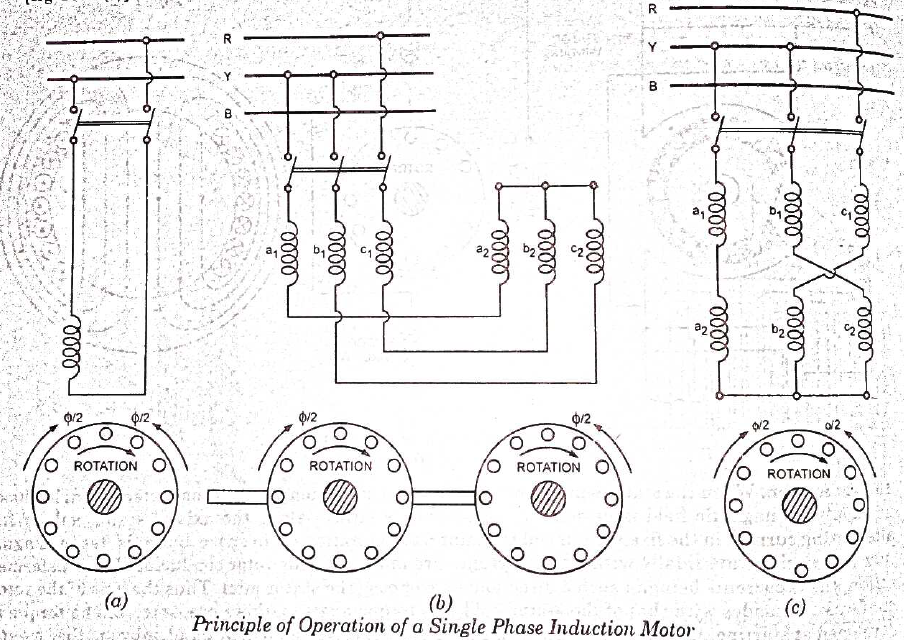 R
Y
B
R
Y
B
a1
b1
c1
a2
b2
c2
a1
b1
c1
a2
b2
c2
ϕ/2
ϕ/2
ROTATION
ϕ/2
ROTATION
ϕ/2
ROTATION
ϕ/2
ϕ/2
ROTATION
(a)
(b)
(c)
Principle of Operation of a Single Phase Induction Motor